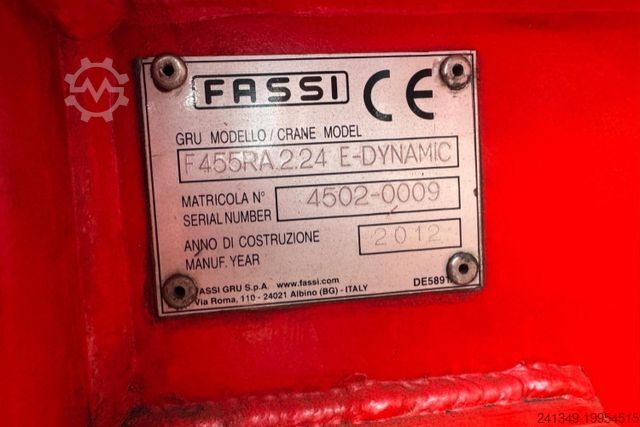 FASSI CE
GRU MODELLO / CRANE MODEL
F455RA.2.24 E-DYNAMIC
MATRICOLA N° 4502-0009
SERIAL NUMBER
ANNO DI COSTRUZIONE 2012
MANUF. YEAR
FASSI GRU S.p.A. www.fassi.com
Via Roma, 110 - 24021 Albino (BG) - ITALY
241349.19954515